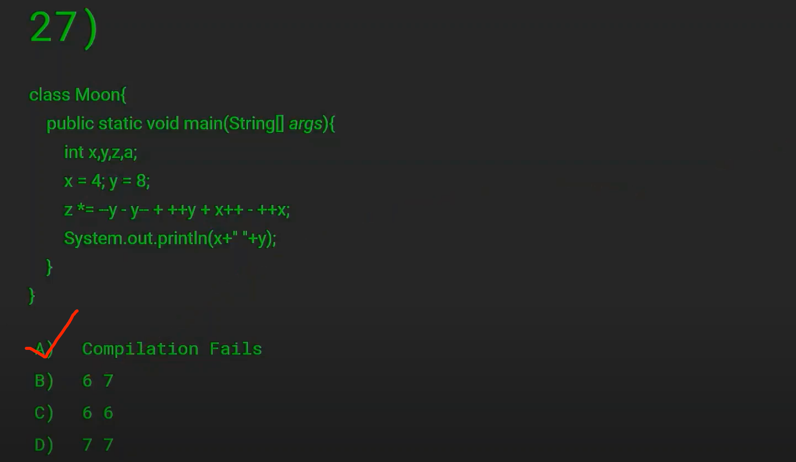 27)
class Moon{
public static void main(String[] args){
int x,y,z,a;
x = 4; y = 8;
z *= --y - y-- + ++y + x++ - ++x;
System.out.println(x+" "+y);
}
}
A) Compilation Fails
B) 6 7
C) 6 6
D) 7 7